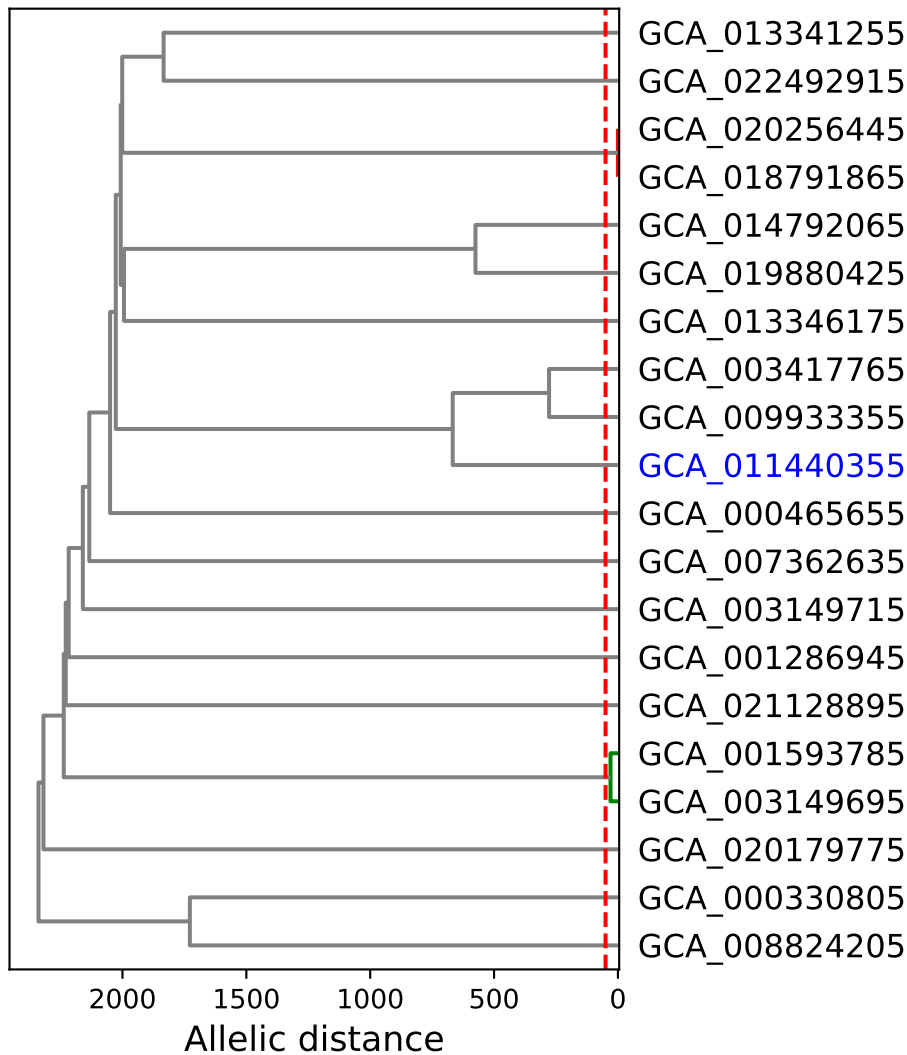 GCA_013341255
GCA_022492915
GCA_020256445
GCA_018791865
GCA_014792065
GCA_019880425
GCA_013346175
GCA_003417765
GCA_009933355
GCA_011440355
GCA_000465655
GCA_007362635
GCA_003149715
GCA_001286945
GCA_021128895
GCA_001593785
GCA_003149695
GCA_020179775
GCA_000330805
GCA_008824205
2000 1500 1000 500 0
Allelic distance